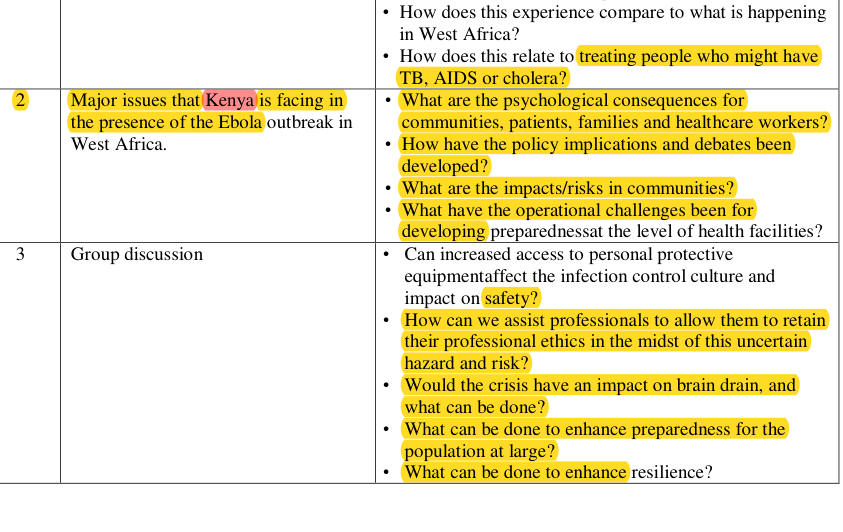 • How does this experience compare to what is happening
in West Africa?
• How does this relate to treating people who might have
TB, AIDS or cholera?
2
Major issues that Kenya is facing in
the presence of the Ebola outbreak in
West Africa.
• What are the psychological consequences for
communities, patients, families and healthcare workers?
• How have the policy implications and debates been
developed?
• What are the impacts/risks in communities?
• What have the operational challenges been for
developing preparednessat the level of health facilities?
3
Group discussion
• Can increased access to personal protective
equipmentaffect the infection control culture and
impact on safety?
• How can we assist professionals to allow them to retain
their professional ethics in the midst of this uncertain
hazard and risk?
• Would the crisis have an impact on brain drain, and
what can be done?
• What can be done to enhance preparedness for the
population at large?
• What can be done to enhance resilience?